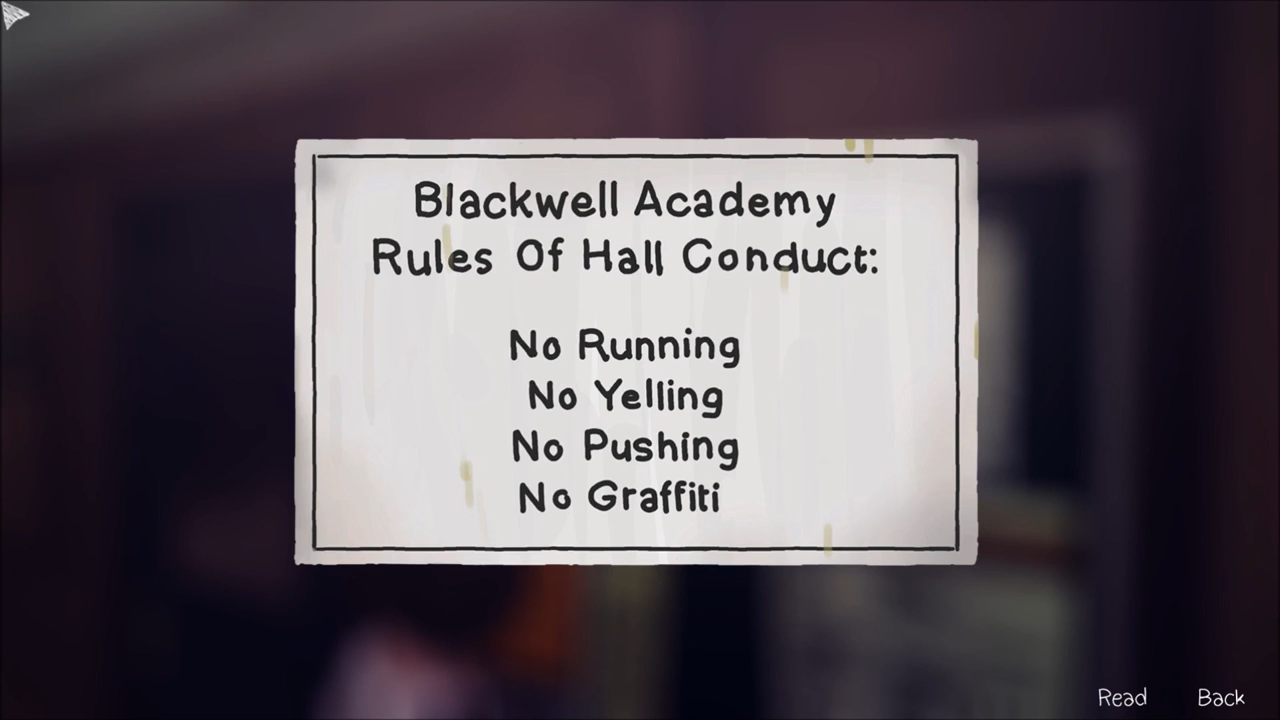 Blackwell Academy
Rules Of Hall Conduct:
No Running
No Yelling
No Pushing
No Graffiti
Read Back